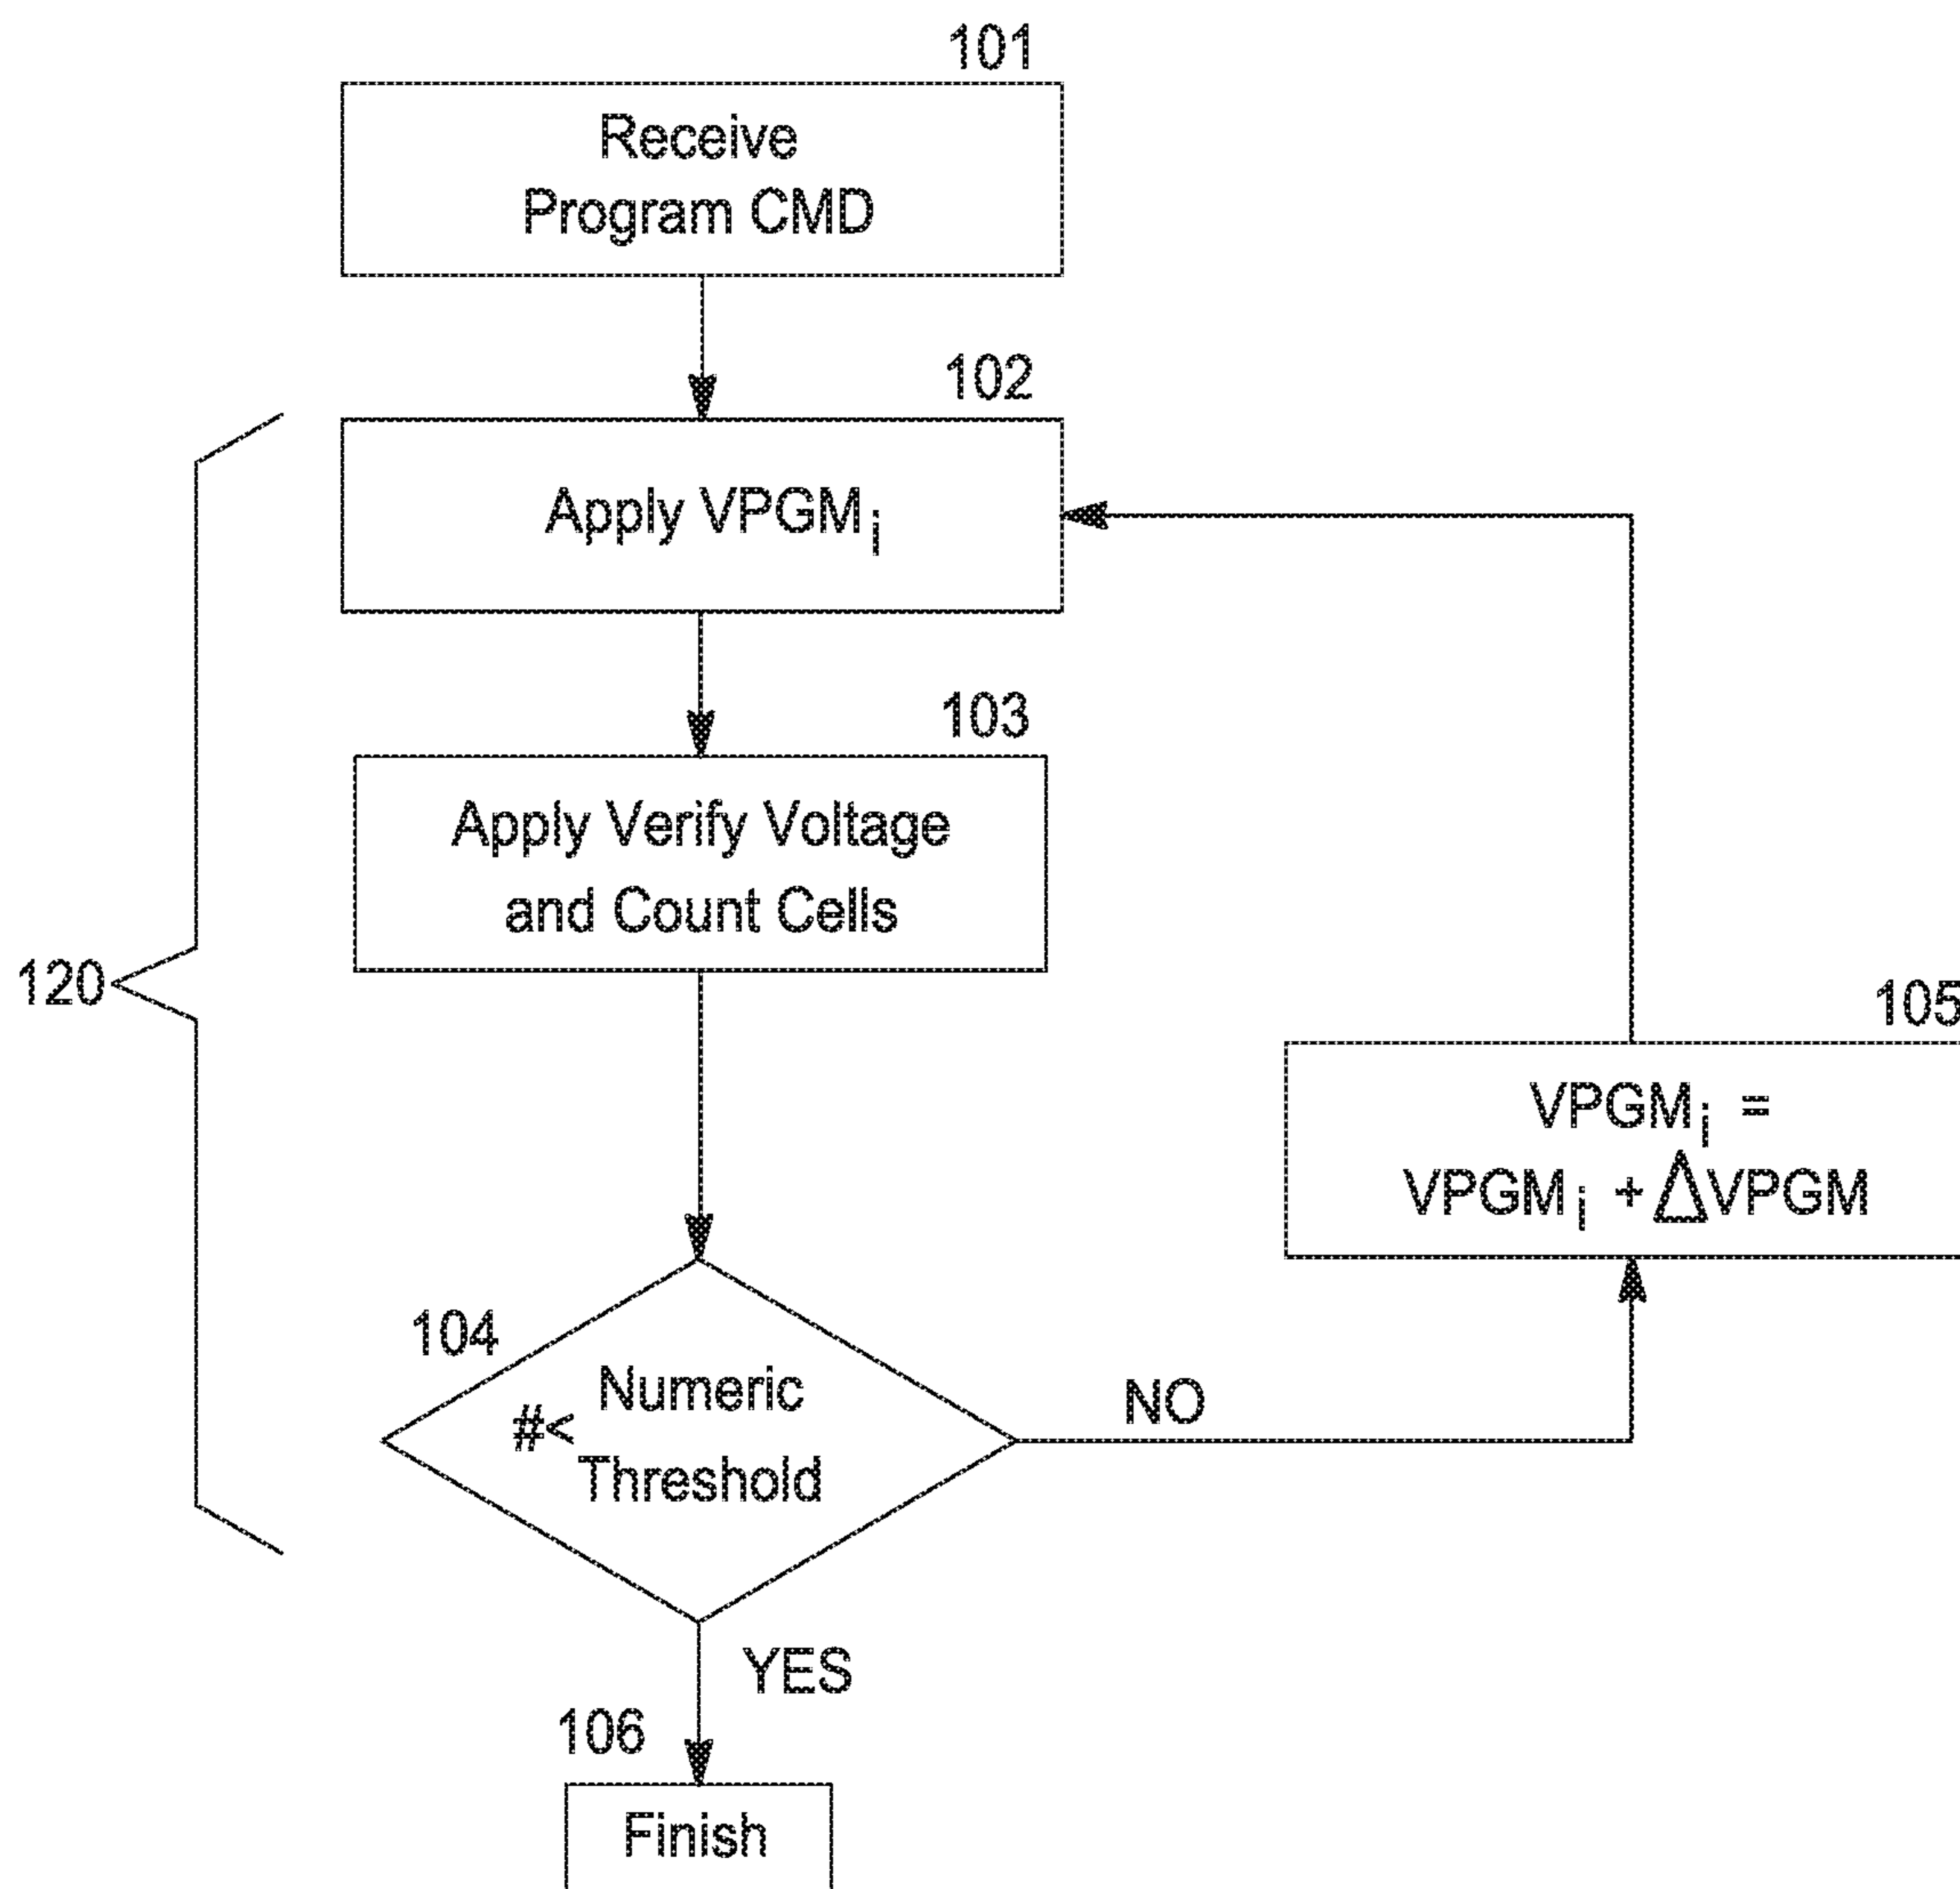 101
Receive
Program CMD
102
Apply VPGMi
103
Apply Verify Voltage
and Count Cells
120
105
VPGMi =
VPGMi + ΔVPGM
104
#< Numeric
Threshold
NO
YES
106
Finish